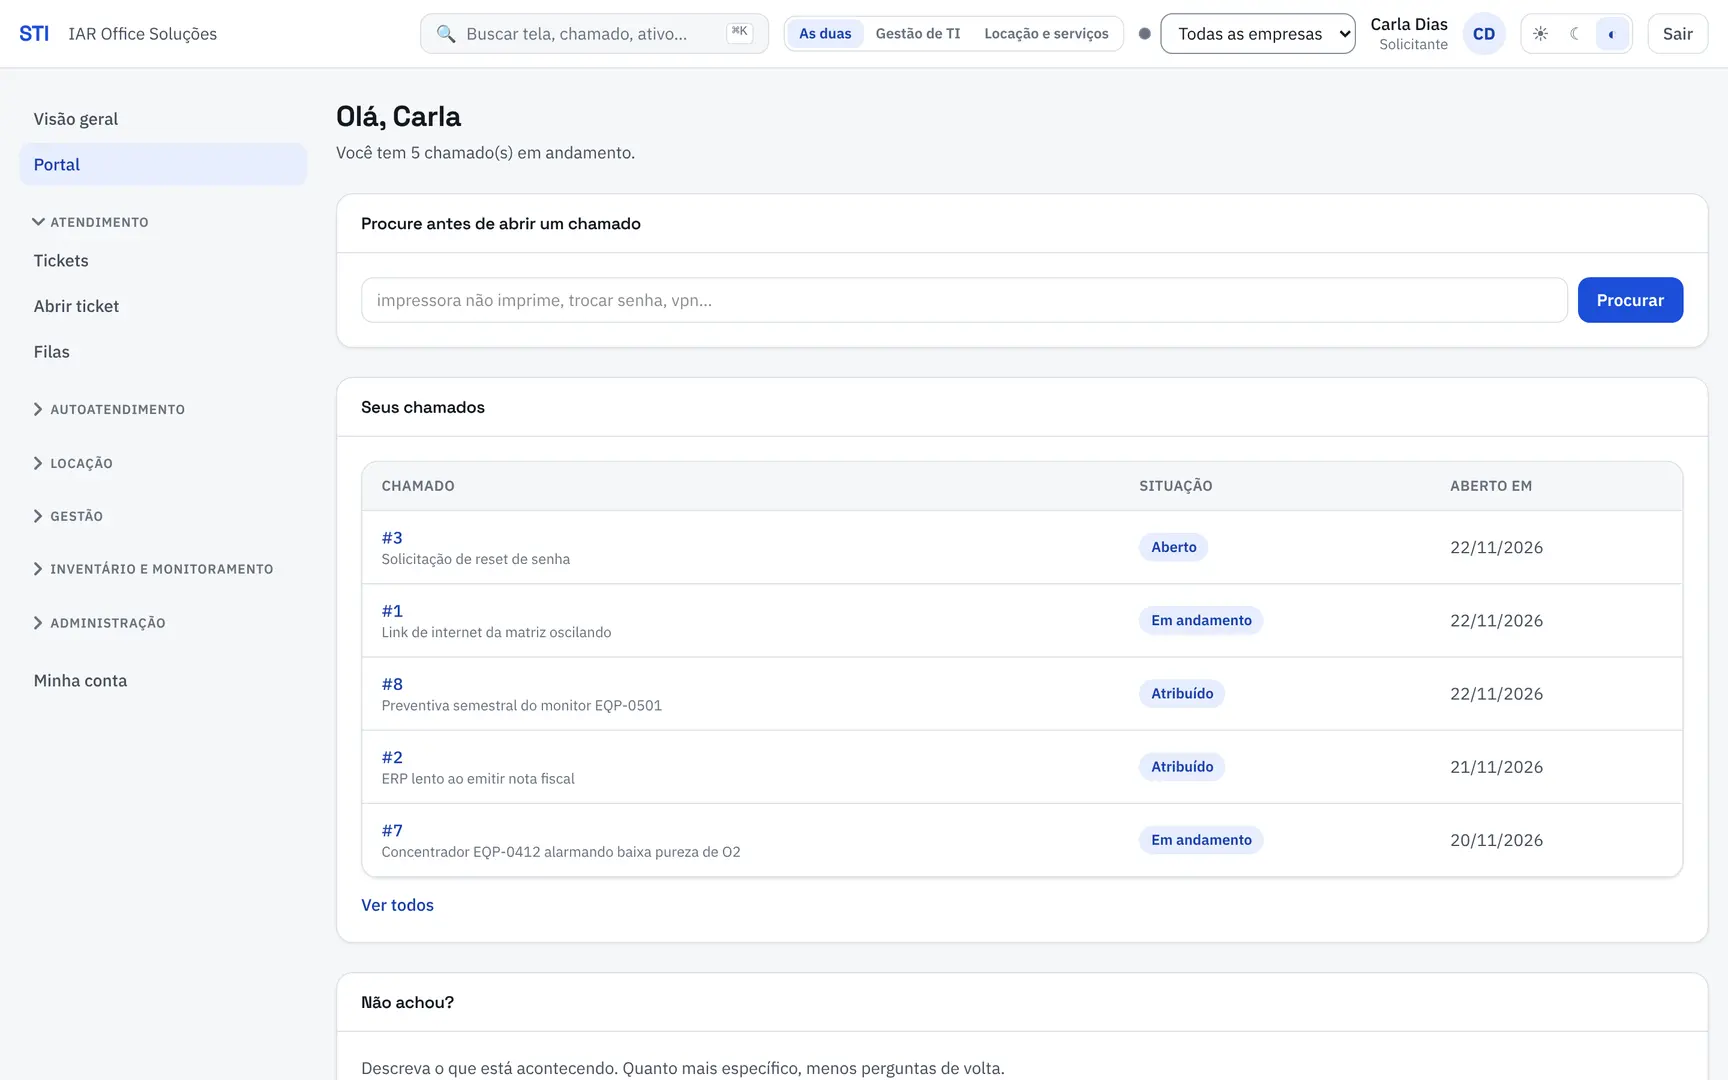 STI
IAR Office Soluções
Buscar tela, chamado, ativo...
⌘K
As duas
Gestão de TI
Locação e serviços
Todas as empresas
Carla Dias
Solicitante
CD
Sair
Visão geral
Portal
ATENDIMENTO
Tickets
Abrir ticket
Filas
AUTOATENDIMENTO
LOCAÇÃO
GESTÃO
INVENTÁRIO E MONITORAMENTO
ADMINISTRAÇÃO
Minha conta
Olá, Carla
Você tem 5 chamado(s) em andamento.
Procure antes de abrir um chamado
impressora não imprime, trocar senha, vpn...
Procurar
Seus chamados
CHAMADO SITUAÇÃO ABERTO EM
#3
Solicitação de reset de senha
Aberto
22/11/2026
#1
Link de internet da matriz oscilando
Em andamento
22/11/2026
#8
Preventiva semestral do monitor EQP-0501
Atribuído
22/11/2026
#2
ERP lento ao emitir nota fiscal
Atribuído
21/11/2026
#7
Concentrador EQP-0412 alarmando baixa pureza de O2
Em andamento
20/11/2026
Ver todos
Não achou?
Descreva o que está acontecendo. Quanto mais específico, menos perguntas de volta.